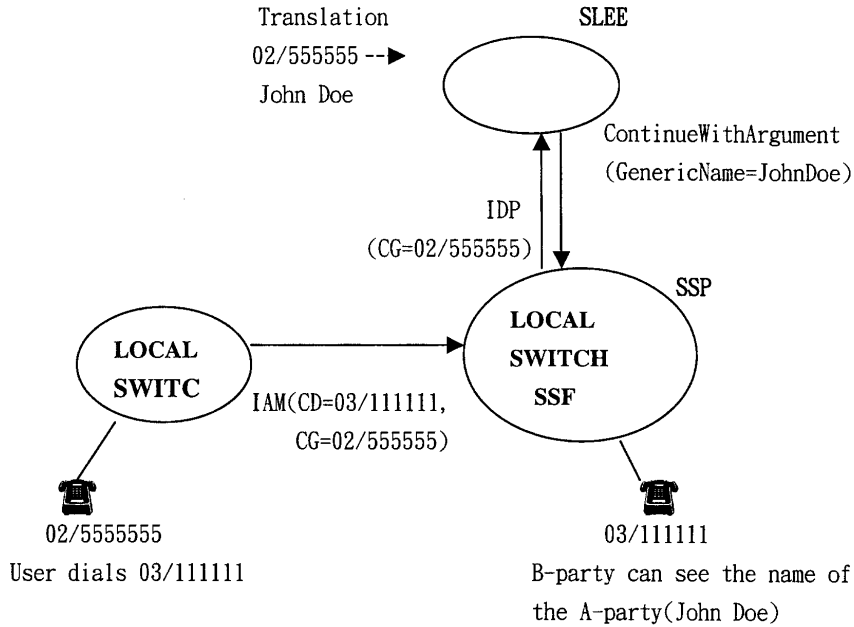 Translation
02/555555 --▶
John Doe
SLEE
ContinueWithArgument
(GenericName=JohnDoe)
IDP
(CG=02/555555)
SSP
LOCAL
SWITCH
SSF
LOCAL
SWITC
IAM(CD=03/111111,
CG=02/555555)
02/5555555
User dials 03/111111
03/111111
B-party can see the name of
the A-party(John Doe)